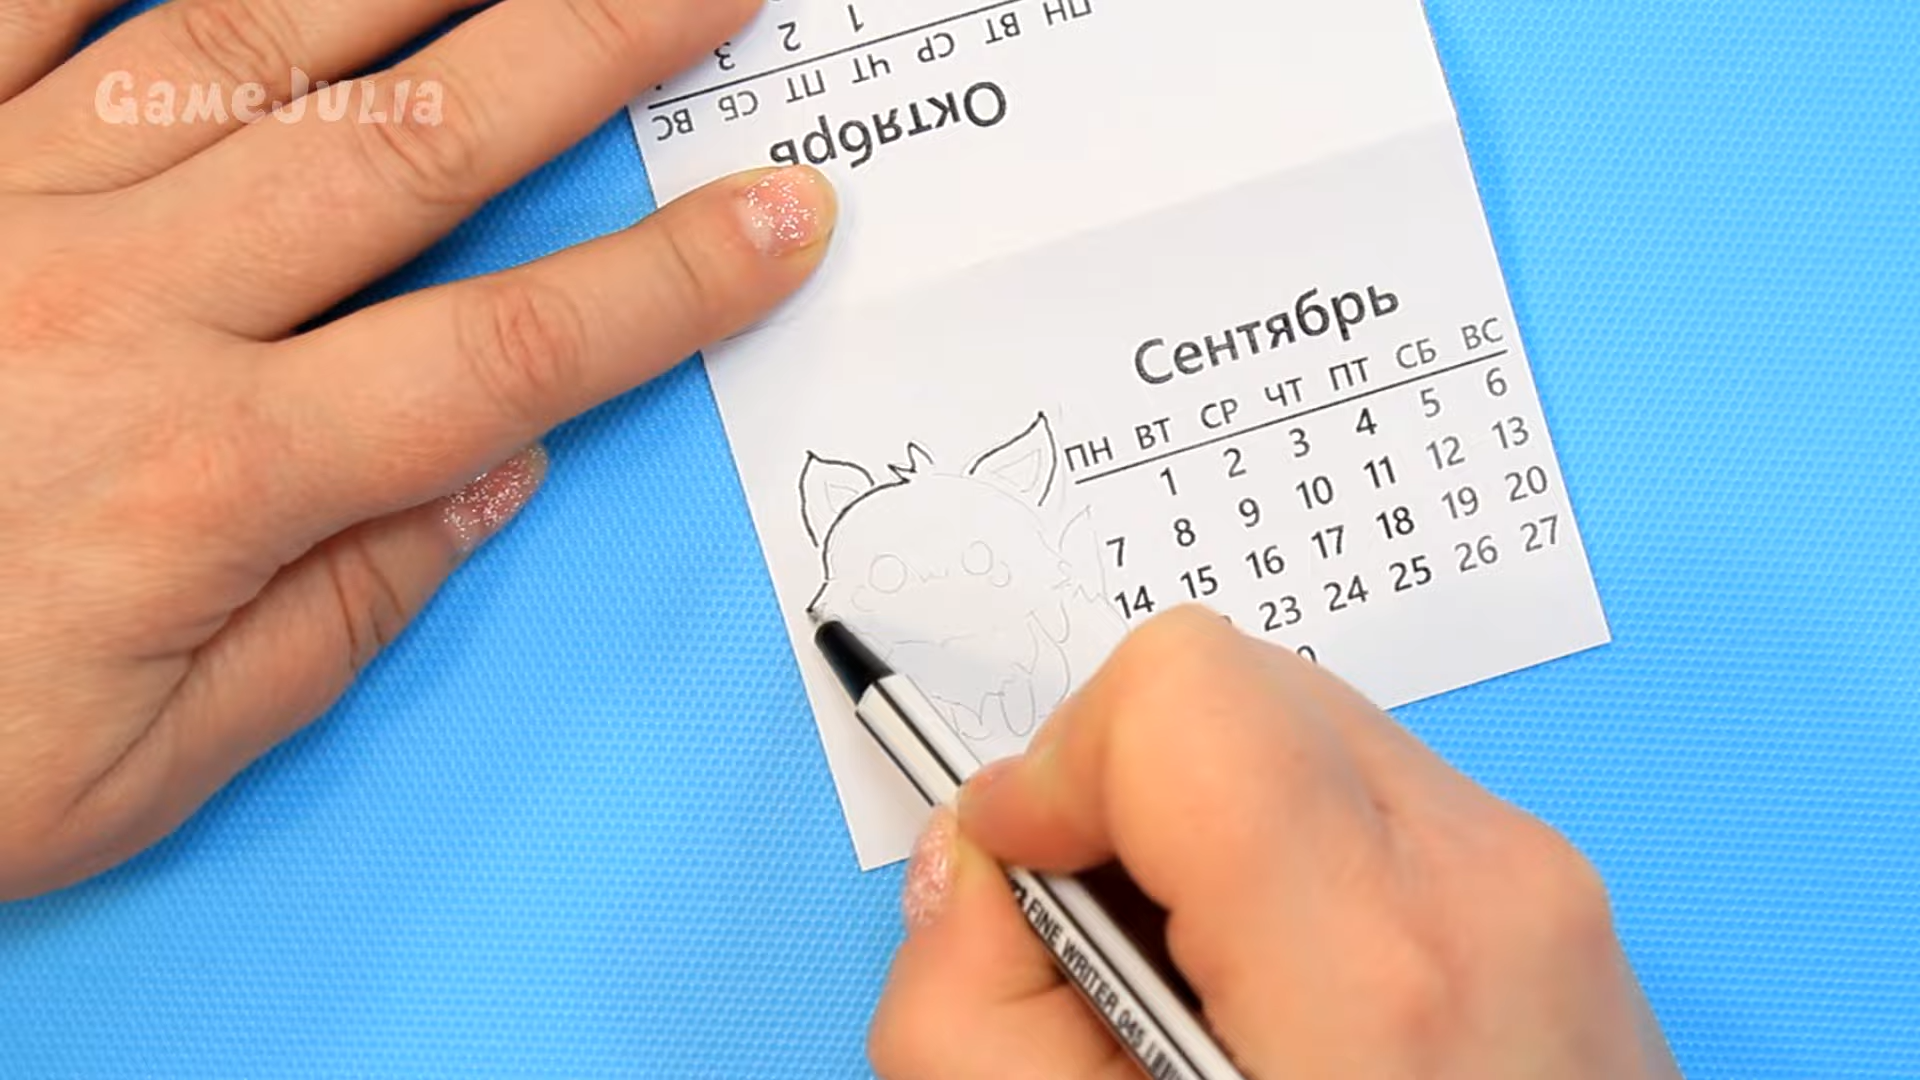 GameJulia
1 2 3
ПН ВТ СР ЧТ ПТ СБ ВС
Октябрь
Сентябрь
ПН ВТ СР ЧТ ПТ СБ ВС
1 2 3 4 5 6
7 8 9 10 11 12 13
14 15 16 17 18 19 20
23 24 25 26 27
FINE WRITER 045